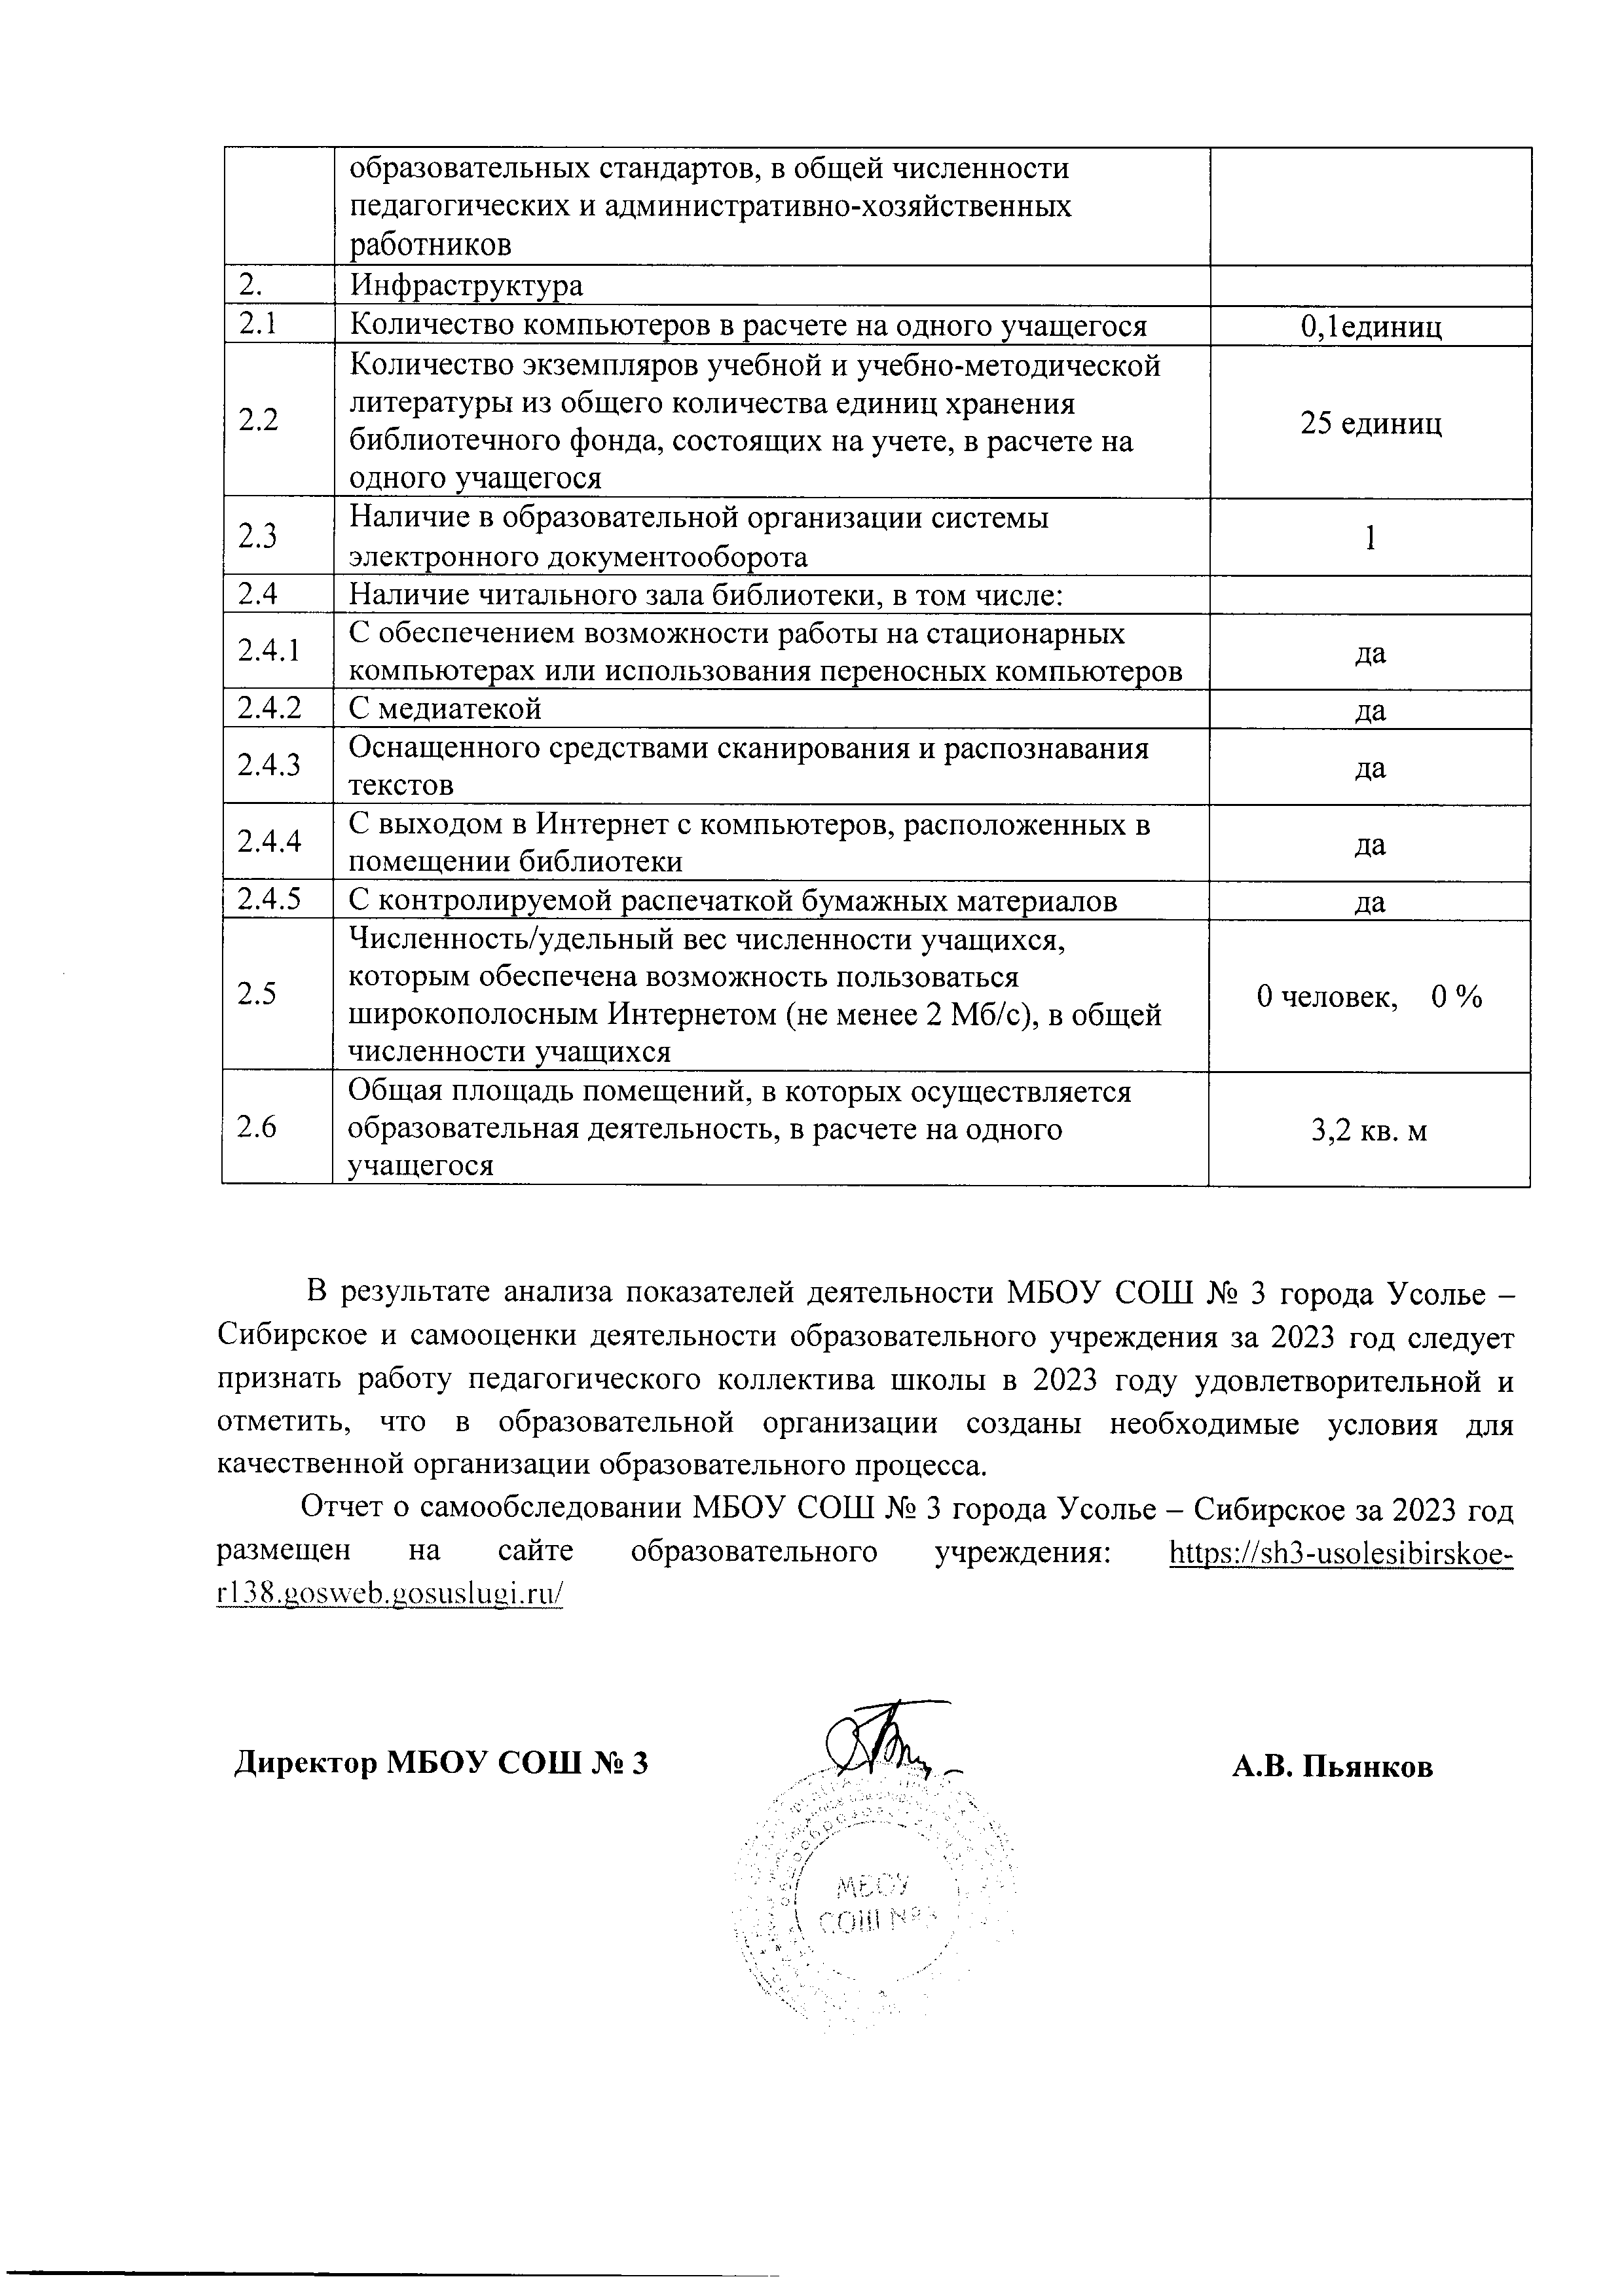 образовательных стандартов, в общей численности
педагогических и административно-хозяйственных
работников
2.
Инфраструктура
2.1
Количество компьютеров в расчете на одного учащегося
0,1единиц
2.2
Количество экземпляров учебной и учебно-методической
литературы из общего количества единиц хранения
библиотечного фонда, состоящих на учете, в расчете на
одного учащегося
25 единиц
2.3
Наличие в образовательной организации системы
электронного документооборота
1
2.4
Наличие читального зала библиотеки, в том числе:
2.4.1
С обеспечением возможности работы на стационарных
компьютерах или использования переносных компьютеров
да
2.4.2
С медиатекой
да
2.4.3
Оснащенного средствами сканирования и распознавания
текстов
да
2.4.4
С выходом в Интернет с компьютеров, расположенных в
помещении библиотеки
да
2.4.5
С контролируемой распечаткой бумажных материалов
да
2.5
Численность/удельный вес численности учащихся,
которым обеспечена возможность пользоваться
широкополосным Интернетом (не менее 2 Мб/с), в общей
численности учащихся
0 человек, 0 %
2.6
Общая площадь помещений, в которых осуществляется
образовательная деятельность, в расчете на одного
учащегося
3,2 кв. м
В результате анализа показателей деятельности МБОУ СОШ № 3 города Усолье –
Сибирское и самооценки деятельности образовательного учреждения за 2023 год следует
признать работу педагогического коллектива школы в 2023 году удовлетворительной и
отметить, что в образовательной организации созданы необходимые условия для
качественной организации образовательного процесса.
Отчет о самообследовании МБОУ СОШ № 3 города Усолье – Сибирское за 2023 год
размещен на сайте образовательного учреждения: https://sh3-usolesibirskoe-
r138.gosweb.gosuslugi.ru/
Директор МБОУ СОШ № 3
А.В. Пьянков
МБОУ
СОШ №3